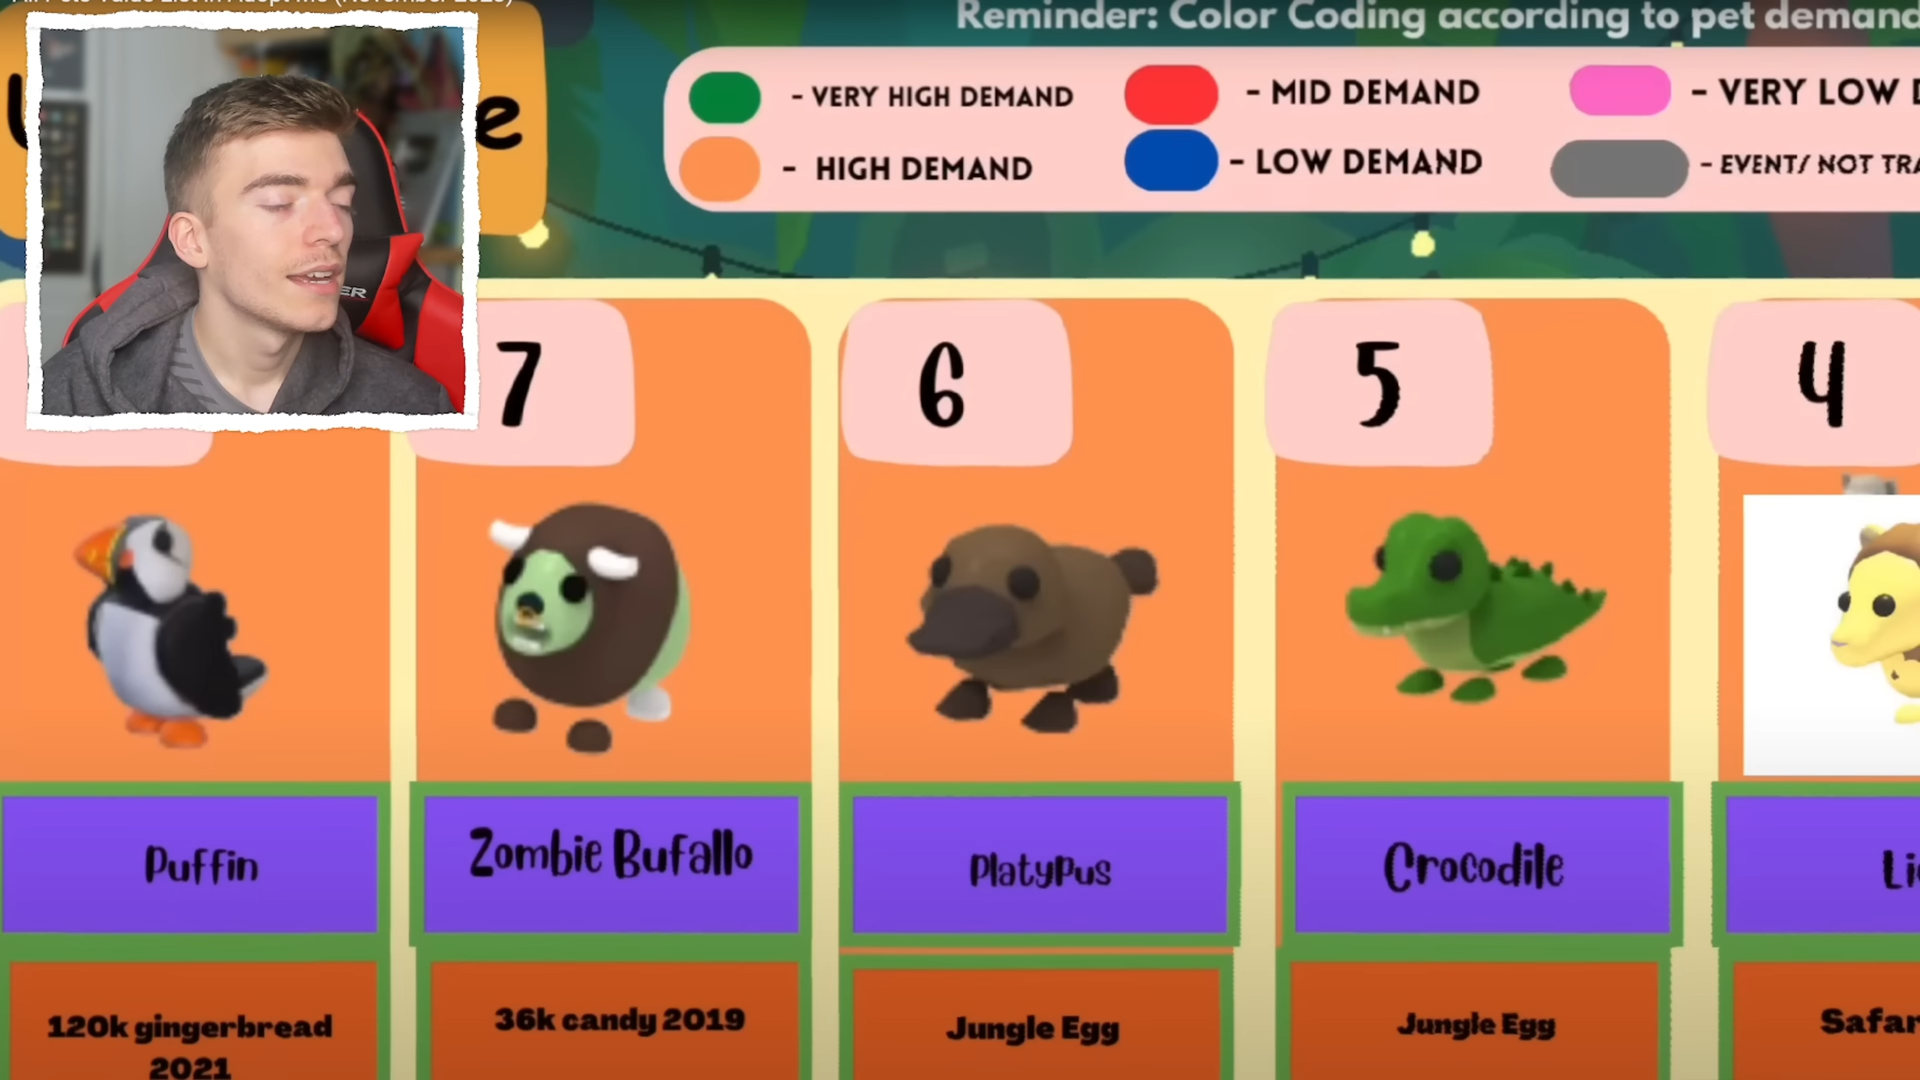 Reminder: Color Coding according to pet demand
- VERY HIGH DEMAND
- MID DEMAND
- VERY LOW
- HIGH DEMAND
- LOW DEMAND
- EVENT/ NOT
e
ER
7
6
5
4
Puffin
Zombie Bufallo
Platypus
Crocodile
120k gingerbread
2021
36k candy 2019
Jungle Egg
Jungle Egg